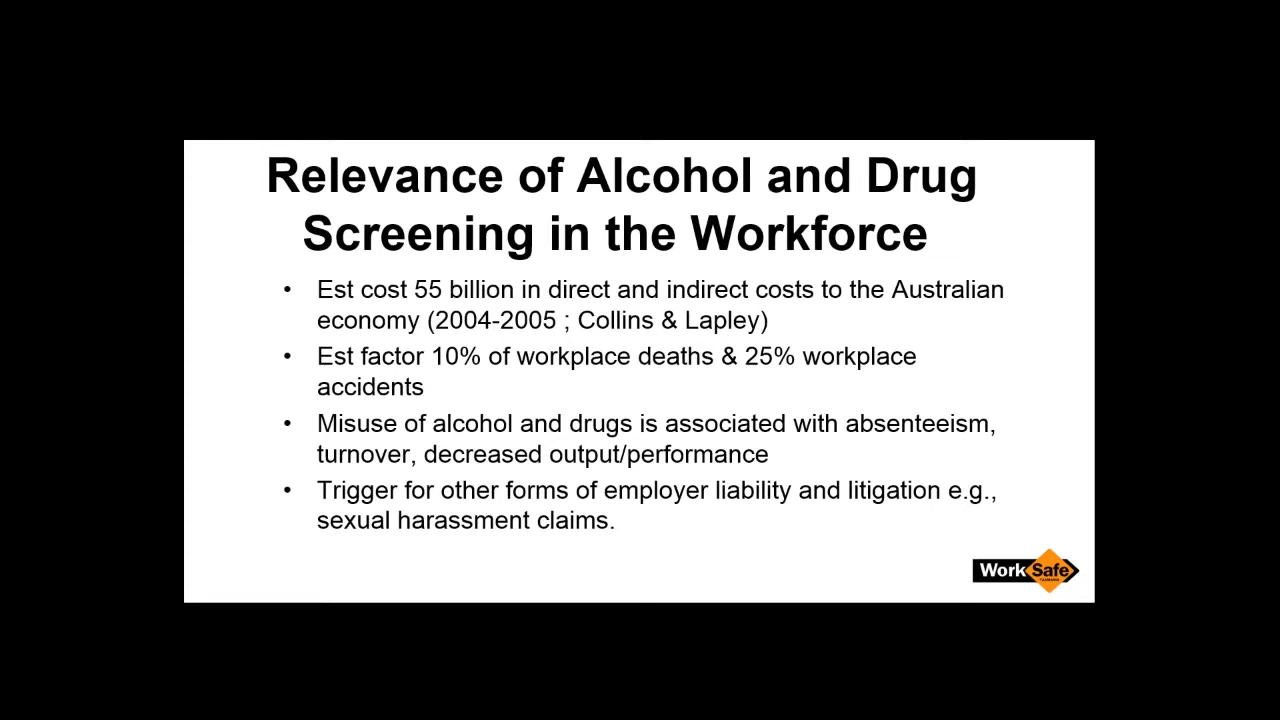 Relevance of Alcohol and Drug
Screening in the Workforce
• Est cost 55 billion in direct and indirect costs to the Australian
economy (2004-2005 ; Collins & Lapley)
• Est factor 10% of workplace deaths & 25% workplace
accidents
• Misuse of alcohol and drugs is associated with absenteeism,
turnover, decreased output/performance
• Trigger for other forms of employer liability and litigation e.g.,
sexual harassment claims.
WorkSafe
TASMANIA